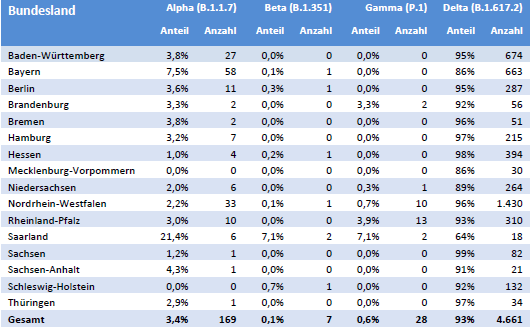 Bundesland Alpha (B.1.1.7) Beta (B.1.351) Gamma (P.1) Delta (B.1.617.2)
Anteil Anzahl Anteil Anzahl Anteil Anzahl Anteil Anzahl
Baden-Württemberg 3,8% 27 0,0% 0 0,0% 0 95% 674
Bayern 7,5% 58 0,1% 1 0,0% 0 86% 663
Berlin 3,6% 11 0,3% 1 0,0% 0 95% 287
Brandenburg 3,3% 2 0,0% 0 3,3% 2 92% 56
Bremen 3,8% 2 0,0% 0 0,0% 0 96% 51
Hamburg 3,2% 7 0,0% 0 0,0% 0 97% 215
Hessen 1,0% 4 0,2% 1 0,0% 0 98% 394
Mecklenburg-Vorpommern 0,0% 0 0,0% 0 0,0% 0 86% 30
Niedersachsen 2,0% 6 0,0% 0 0,3% 1 89% 264
Nordrhein-Westfalen 2,2% 33 0,1% 1 0,7% 10 96% 1.430
Rheinland-Pfalz 3,0% 10 0,0% 0 3,9% 13 93% 310
Saarland 21,4% 6 7,1% 2 7,1% 2 64% 18
Sachsen 1,2% 1 0,0% 0 0,0% 0 99% 82
Sachsen-Anhalt 4,3% 1 0,0% 0 0,0% 0 91% 21
Schleswig-Holstein 0,0% 0 0,7% 1 0,0% 0 92% 132
Thüringen 2,9% 1 0,0% 0 0,0% 0 97% 34
Gesamt 3,4% 169 0,1% 7 0,6% 28 93% 4.661